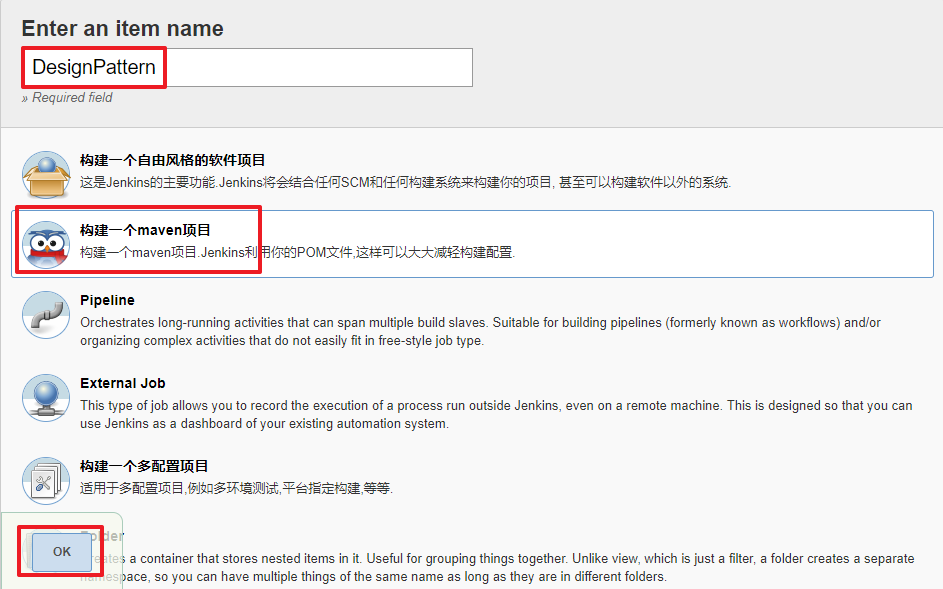 Enter an item name
DesignPattern
» Required field
构建一个自由风格的软件项目
这是Jenkins的主要功能.Jenkins将会结合任何SCM和任何构建系统来构建你的项目, 甚至可以构建软件以外的系统.
构建一个maven项目
构建一个maven项目.Jenkins利用你的POM文件,这样可以大大减轻构建配置.
Pipeline
Orchestrates long-running activities that can span multiple build slaves. Suitable for building pipelines (formerly known as workflows) and/or
organizing complex activities that do not easily fit in free-style job type.
External Job
This type of job allows you to record the execution of a process run outside Jenkins, even on a remote machine. This is designed so that you can
use Jenkins as a dashboard of your existing automation system.
构建一个多配置项目
适用于多配置项目,例如多环境测试,平台指定构建,等等.
Folder
OK
Creates a container that stores nested items in it. Useful for grouping things together. Unlike view, which is just a filter, a folder creates a separate
namespace, so you can have multiple things of the same name as long as they are in different folders.